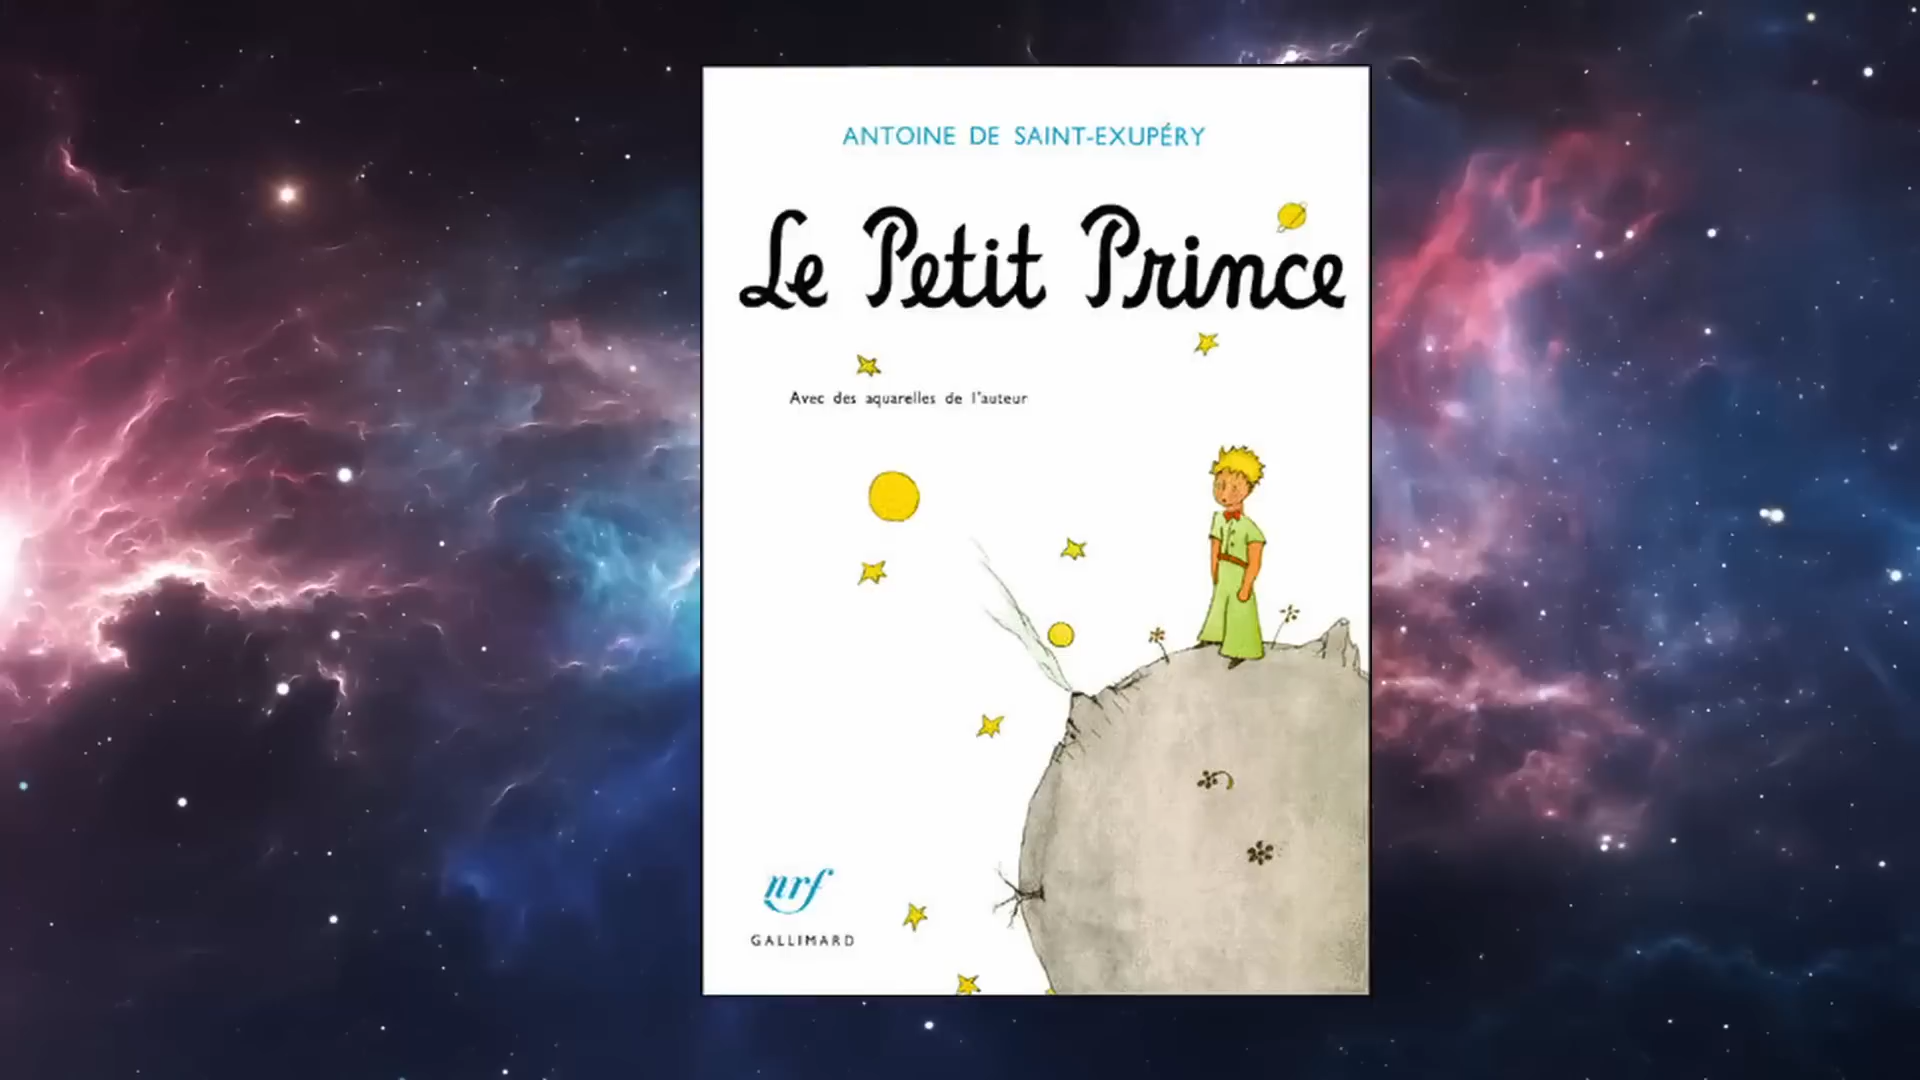 ANTOINE DE SAINT-EXUPÉRY
Le Petit Prince
Avec des aquarelles de l'auteur
nrf
GALLIMARD